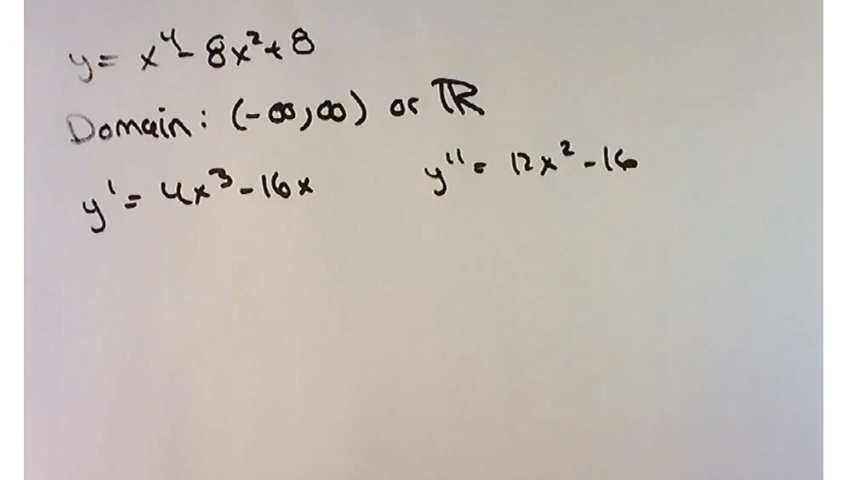 y = x⁴ - 8x² + 8
Domain: (-∞,∞) or ℝ
y' = 4x³ - 16x    y'' = 12x² - 16